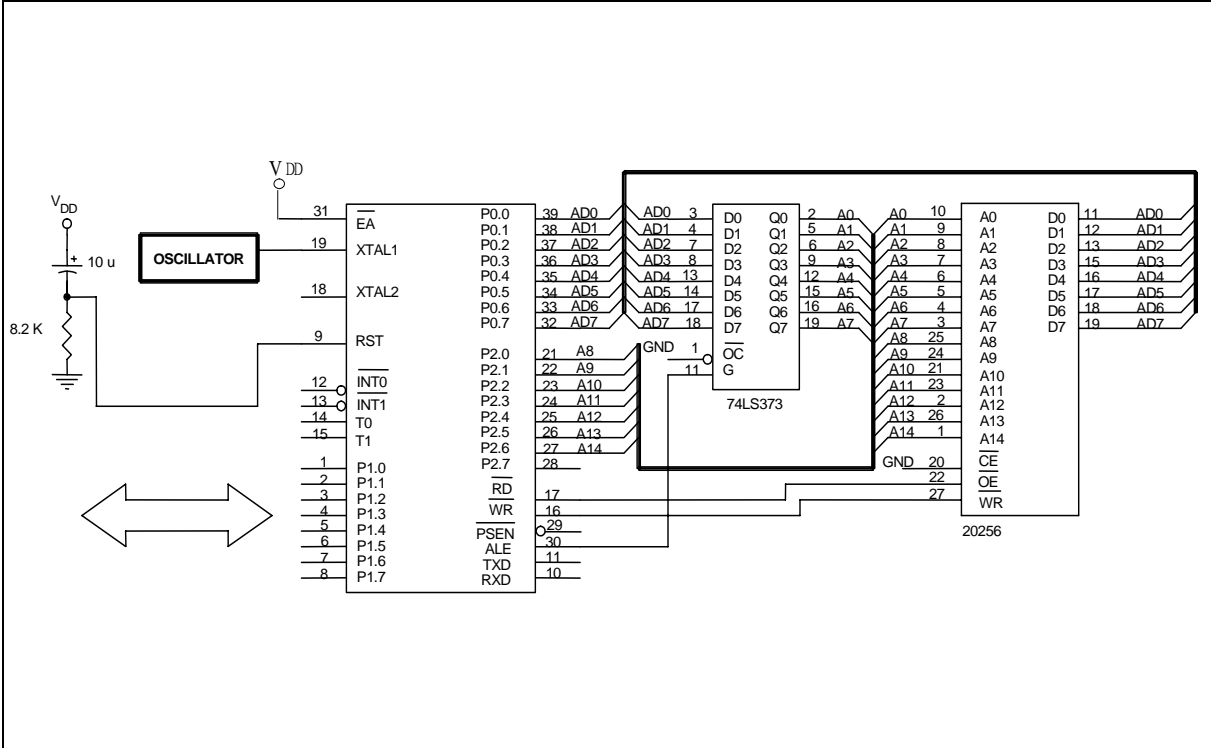 V DD
V DD
+
10 u
8.2 K
OSCILLATOR
31 EA
19 XTAL1
18 XTAL2
9 RST
12 INT0
13 INT1
14 T0
15 T1
1 P1.0
2 P1.1
3 P1.2
4 P1.3
5 P1.4
6 P1.5
7 P1.6
8 P1.7
P0.0 39 AD0
P0.1 38 AD1
P0.2 37 AD2
P0.3 36 AD3
P0.4 35 AD4
P0.5 34 AD5
P0.6 33 AD6
P0.7 32 AD7
P2.0 21 A8
P2.1 22 A9
P2.2 23 A10
P2.3 24 A11
P2.4 25 A12
P2.5 26 A13
P2.6 27 A14
P2.7 28
RD 17
WR 16
PSEN 29
ALE 30
TXD 11
RXD 10
AD0 3 D0 Q0 2 A0
AD1 4 D1 Q1 5 A1
AD2 7 D2 Q2 6 A2
AD3 8 D3 Q3 9 A3
AD4 13 D4 Q4 12 A4
AD5 14 D5 Q5 15 A5
AD6 17 D6 Q6 16 A6
AD7 18 D7 Q7 19 A7
GND 1 OC
11 G
74LS373
A0 10 A0 D0 11 AD0
A1 9 A1 D1 12 AD1
A2 8 A2 D2 13 AD2
A3 7 A3 D3 15 AD3
A4 6 A4 D4 16 AD4
A5 5 A5 D5 17 AD5
A6 4 A6 D6 18 AD6
A7 3 A7 D7 19 AD7
A8 25 A8
A9 24 A9
A10 21 A10
A11 23 A11
A12 2 A12
A13 26 A13
A14 1 A14
GND 20 CE
22 OE
27 WR
20256